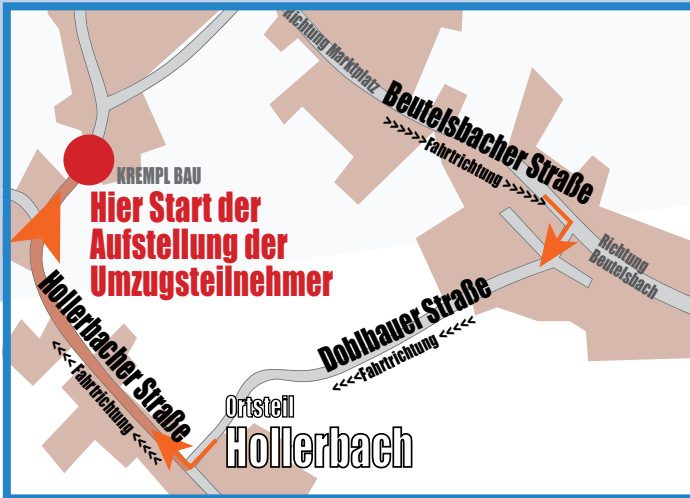 Richtung Marktplatz
Beutelsbacher Straße
>>>>>>Fahrtrichtung >>>>>>
KREMPL BAU
Hier Start der
Aufstellung der
Umzugsteilnehmer
Richtung
Beutelsbach
Hollerbacher Straße
<<<< Fahrtrichtung <<<<<
Doblbauer Straße
<<<<Fahrtrichtung <<<<<
Ortsteil
Hollerbach